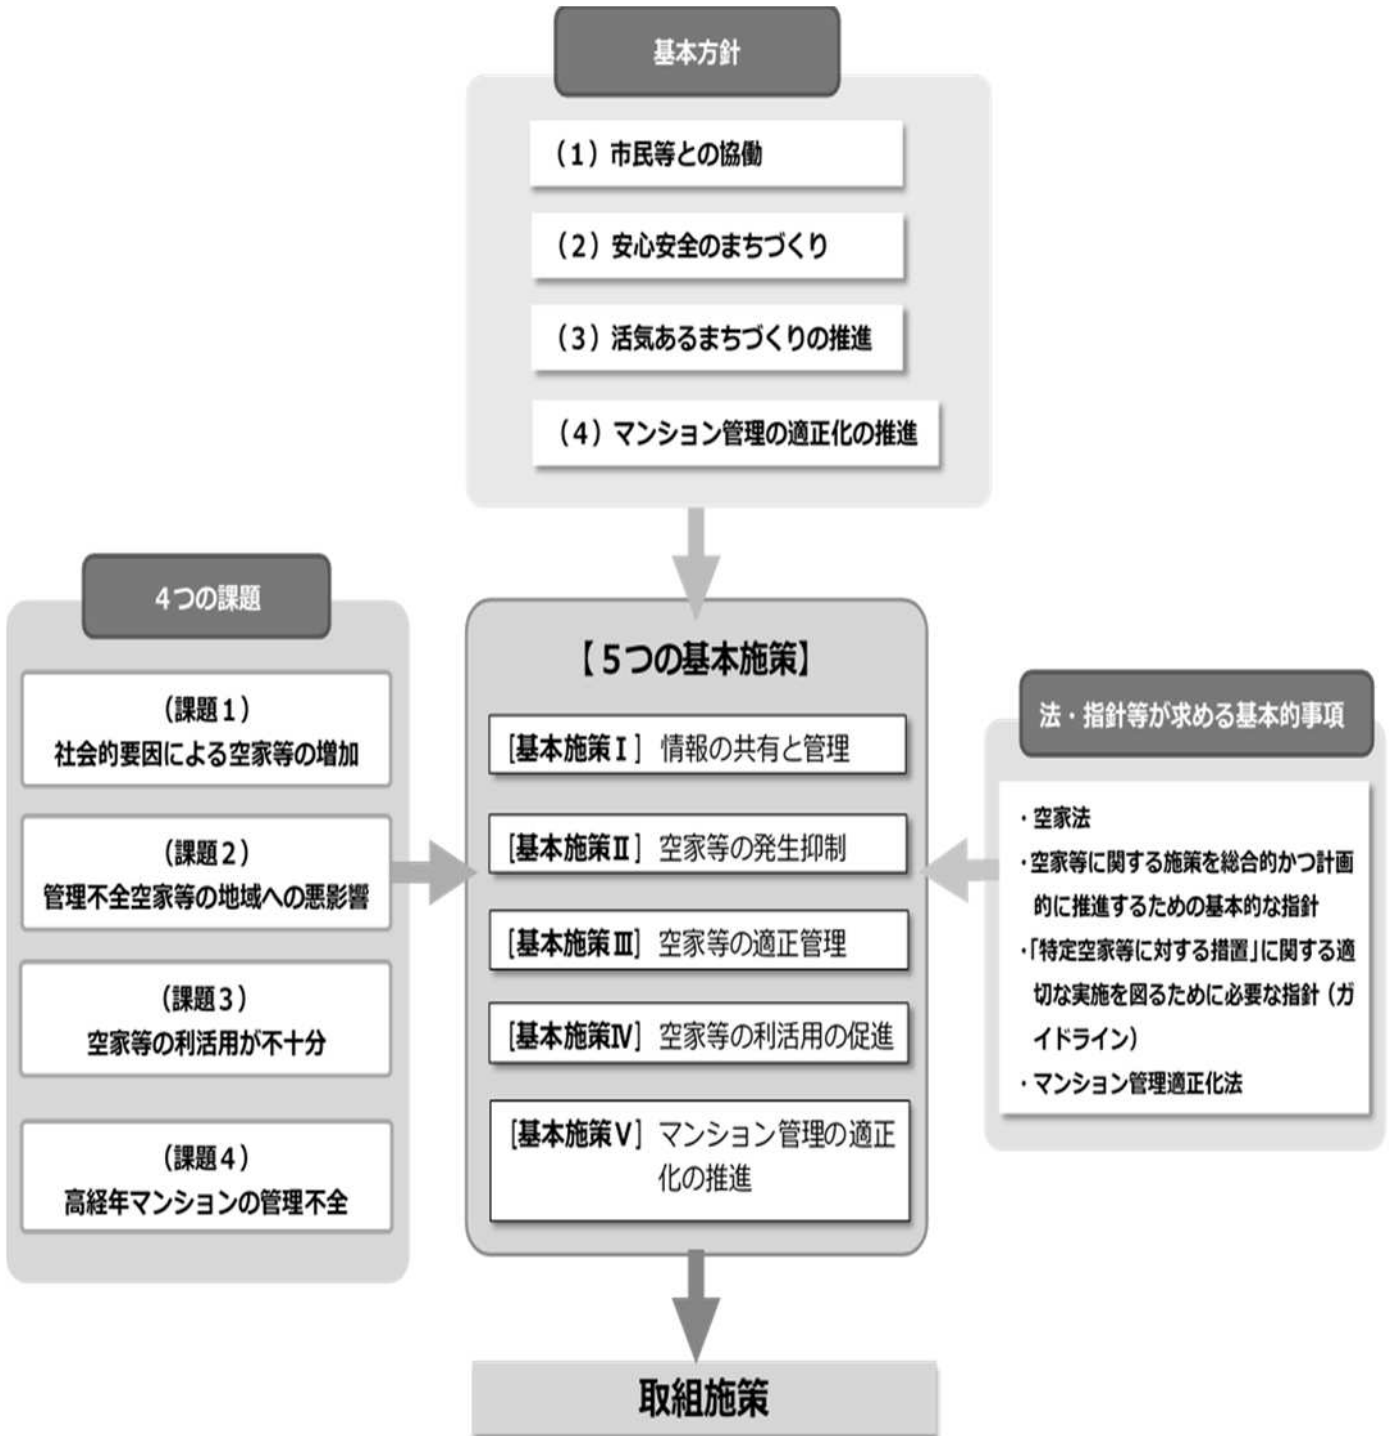 基本方針
（１）市民等との協働
（２）安心安全のまちづくり
（３）活気あるまちづくりの推進
（４）マンション管理の適正化の推進
４つの課題
（課題１）
社会的要因による空家等の増加
（課題２）
管理不全空家等の地域への悪影響
（課題３）
空家等の利活用が不十分
（課題４）
高経年マンションの管理不全
【５つの基本施策】
[基本施策Ⅰ] 情報の共有と管理
[基本施策Ⅱ] 空家等の発生抑制
[基本施策Ⅲ] 空家等の適正管理
[基本施策Ⅳ] 空家等の利活用の促進
[基本施策Ⅴ] マンション管理の適正
化の推進
法・指針等が求める基本的事項
・空家法
・空家等に関する施策を総合的かつ計画
的に推進するための基本的な指針
・「特定空家等に対する措置」に関する適
切な実施を図るために必要な指針（ガ
イドライン）
・マンション管理適正化法
取組施策